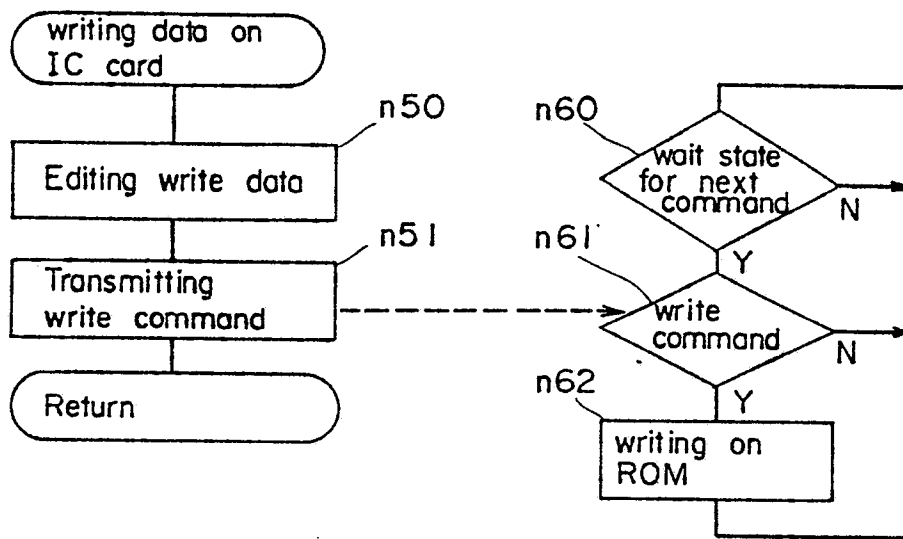 writing data on
IC card
n50
Editing write data
n51
Transmitting
write command
Return
n60
wait state
for next
command
N
n61
Y
write
command
N
n62
Y
writing on
ROM